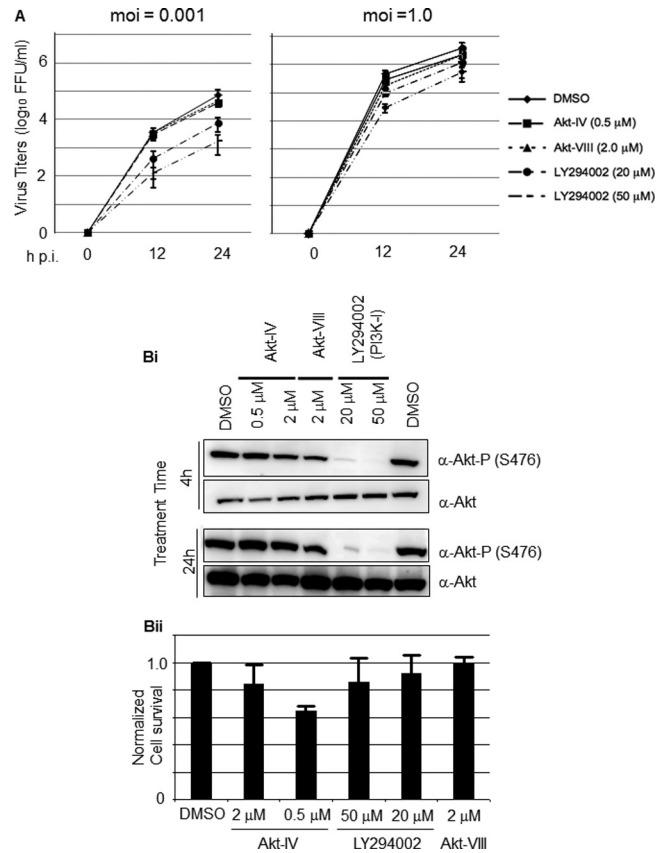 A
moi = 0.001
moi =1.0
Virus Titers (log10 FFU/ml)
6
4
2
0
h p.i.
0
12
24
0
12
24
DMSO
Akt-IV (0.5 μM)
Akt-VIII (2.0 μM)
LY294002 (20 μM)
LY294002 (50 μM)
Bi
Akt-IV
Akt-VIII
LY294002
(PI3K-I)
DMSO
0.5 μM
2 μM
2 μM
20 μM
50 μM
DMSO
Treatment Time
4h
α-Akt-P (S476)
α-Akt
24h
α-Akt-P (S476)
α-Akt
Bii
Normalized
Cell survival
1.0
0
DMSO
2 μM
0.5 μM
50 μM
20 μM
2 μM
Akt-IV
LY294002
Akt-VIII